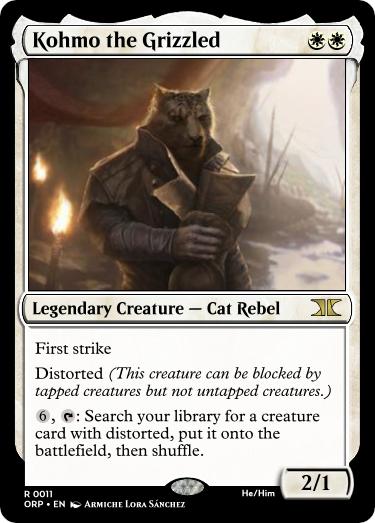 Kohmo the Grizzled
Legendary Creature — Cat Rebel
First strike
Distorted (This creature can be blocked by
tapped creatures but not untapped creatures.)
6, : Search your library for a creature
card with distorted, put it onto the
battlefield, then shuffle.
2/1
R 0011
He/Him
ORP • EN Armiche Lora Sánchez